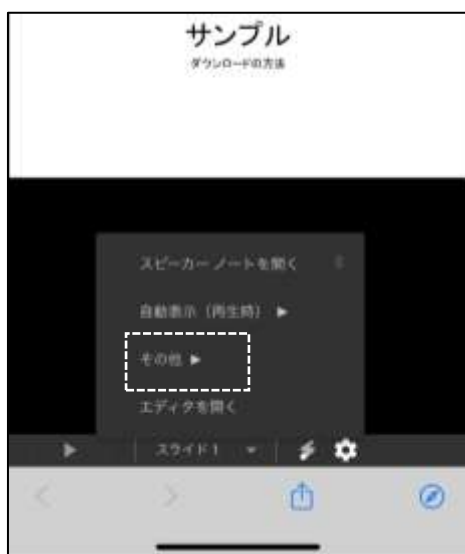 サンプル
ダウンロードの方法
スピーカー ノートを開く
自動表示（再生時） ▶
その他 ▶
エディタを開く
スライド 1